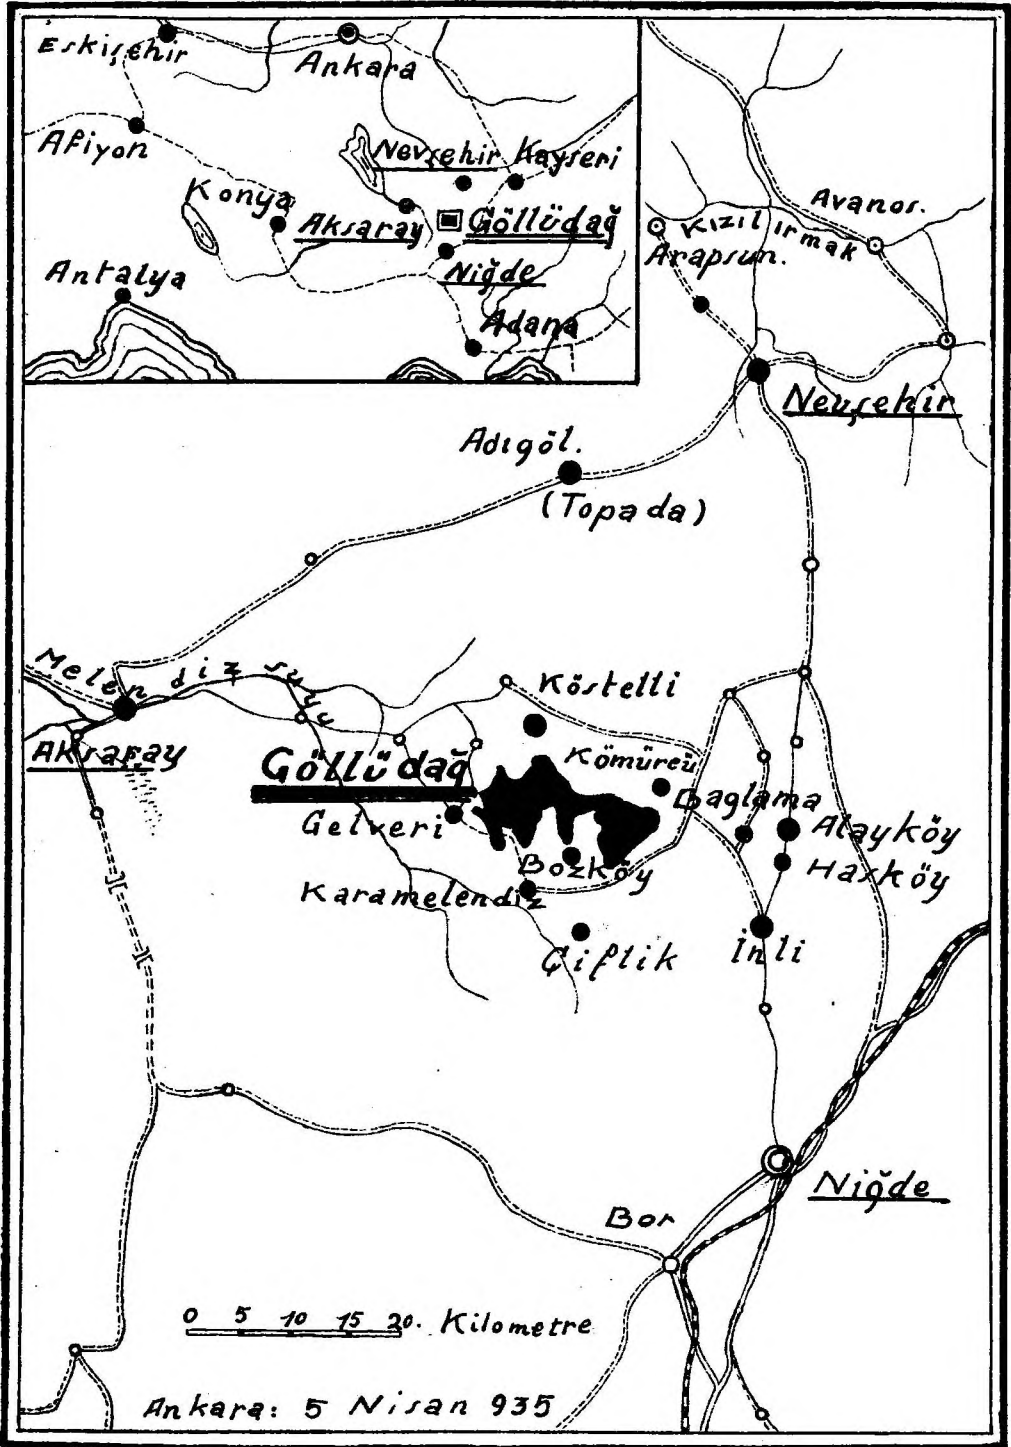 Eskişehir
Ankara
Afiyon
Nevşehir Kayseri
Konya
Aksaray
Göllüdağ
Niğde
Antalya
Adana
Avanos.
Kızılırmak
Arapsun.
Nevşehir
Adıgöl.
(Topada)
Melendiz suyu
Köstelli
Aksaray
Göllüdağ
Kömürcü
Baglama
Gelveri
Alayköy
Bozköy
Hasköy
Karamelendiz
Çiflik
İnli
Niğde
Bor
0 5 10 15 20. Kilometre
Ankara: 5 Nisan 935